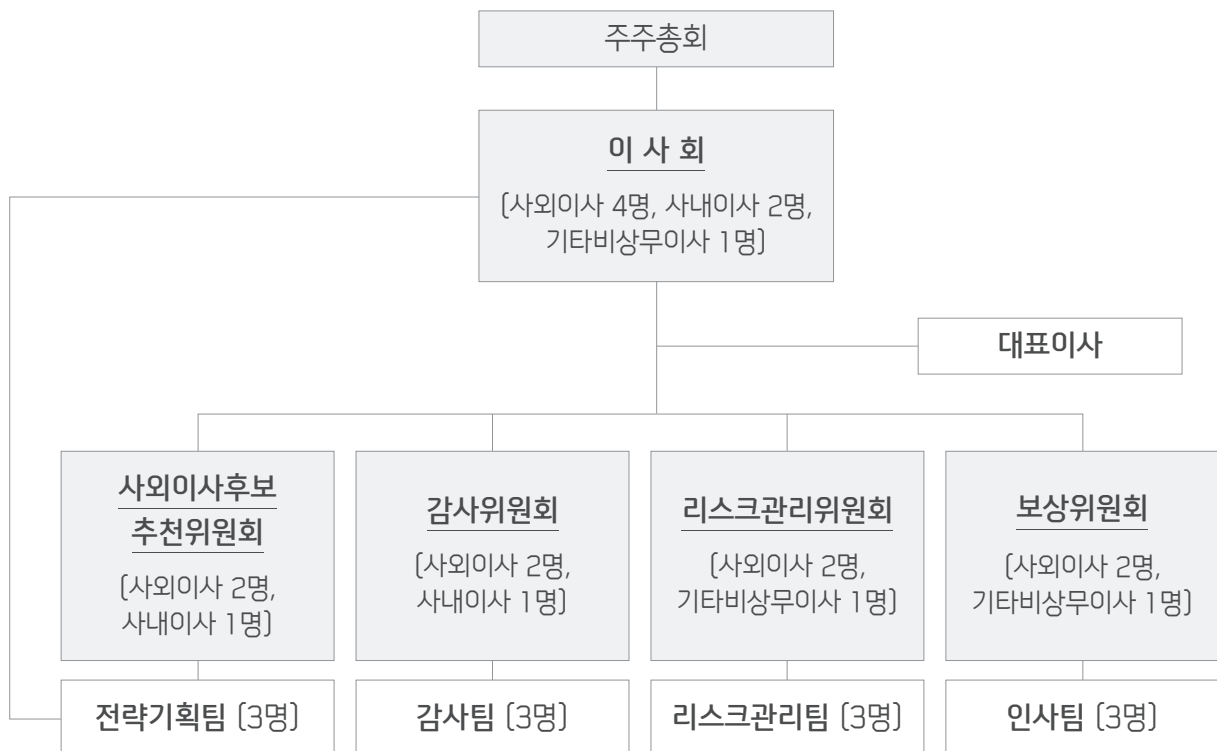 주주총회
이 사 회
(사외이사 4명, 사내이사 2명,
기타비상무이사 1명)
대표이사
사외이사후보
추천위원회
(사외이사 2명,
사내이사 1명)
감사위원회
(사외이사 2명,
사내이사 1명)
리스크관리위원회
(사외이사 2명,
기타비상무이사 1명)
보상위원회
(사외이사 2명,
기타비상무이사 1명)
전략기획팀 (3명)
감사팀 (3명)
리스크관리팀 (3명)
인사팀 (3명)